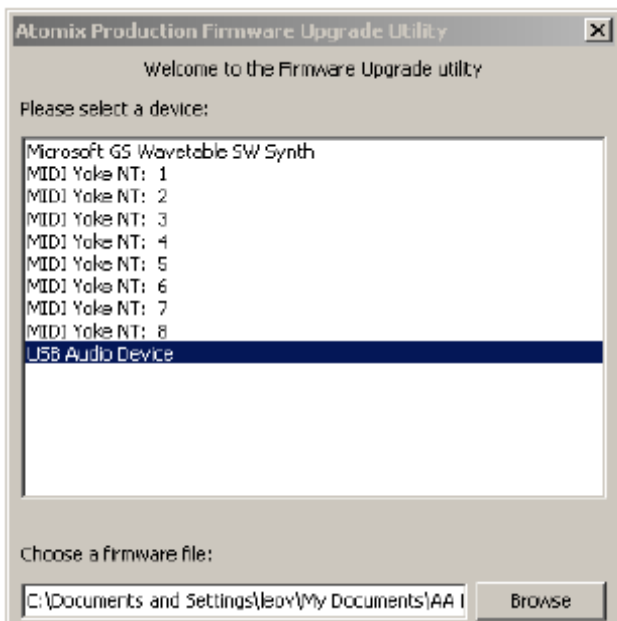 Atomix Production Firmware Upgrade Utility
Welcome to the Firmware Upgrade utility
Please select a device:
Microsoft GS Wavetable SW Synth
MIDI Yoke NT: 1
MIDI Yoke NT: 2
MIDI Yoke NT: 3
MIDI Yoke NT: 4
MIDI Yoke NT: 5
MIDI Yoke NT: 6
MIDI Yoke NT: 7
MIDI Yoke NT: 8
USB Audio Device
Choose a firmware file:
C:\Documents and Settings\leov\My Documents\AA Browse